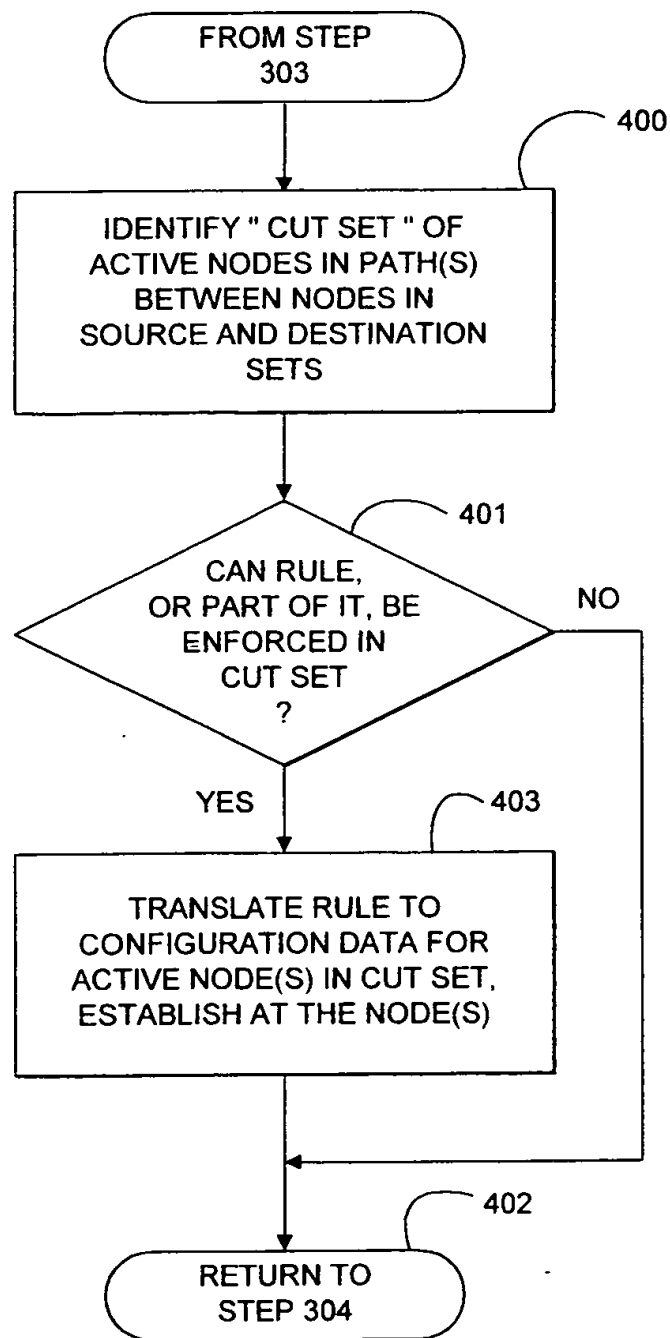 FROM STEP
303
400
IDENTIFY " CUT SET " OF
ACTIVE NODES IN PATH(S)
BETWEEN NODES IN
SOURCE AND DESTINATION
SETS
401
CAN RULE,
OR PART OF IT, BE
ENFORCED IN
CUT SET
?
NO
YES
403
TRANSLATE RULE TO
CONFIGURATION DATA FOR
ACTIVE NODE(S) IN CUT SET,
ESTABLISH AT THE NODE(S)
402
RETURN TO
STEP 304